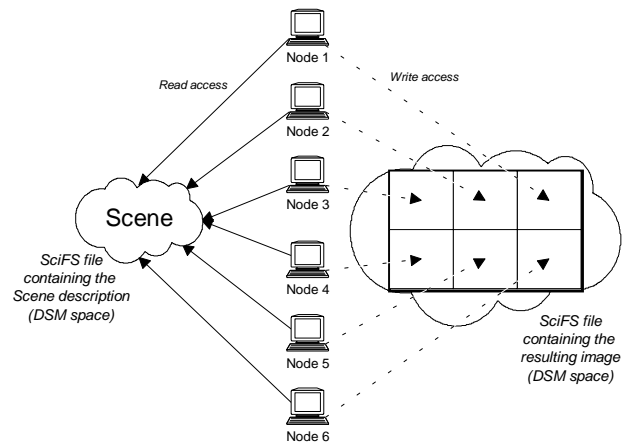 Node 1
Read access
Write access
Node 2
Node 3
Scene
SciFS file
containing the
Scene description
(DSM space)
Node 4
Node 5
SciFS file
containing the
resulting image
(DSM space)
Node 6